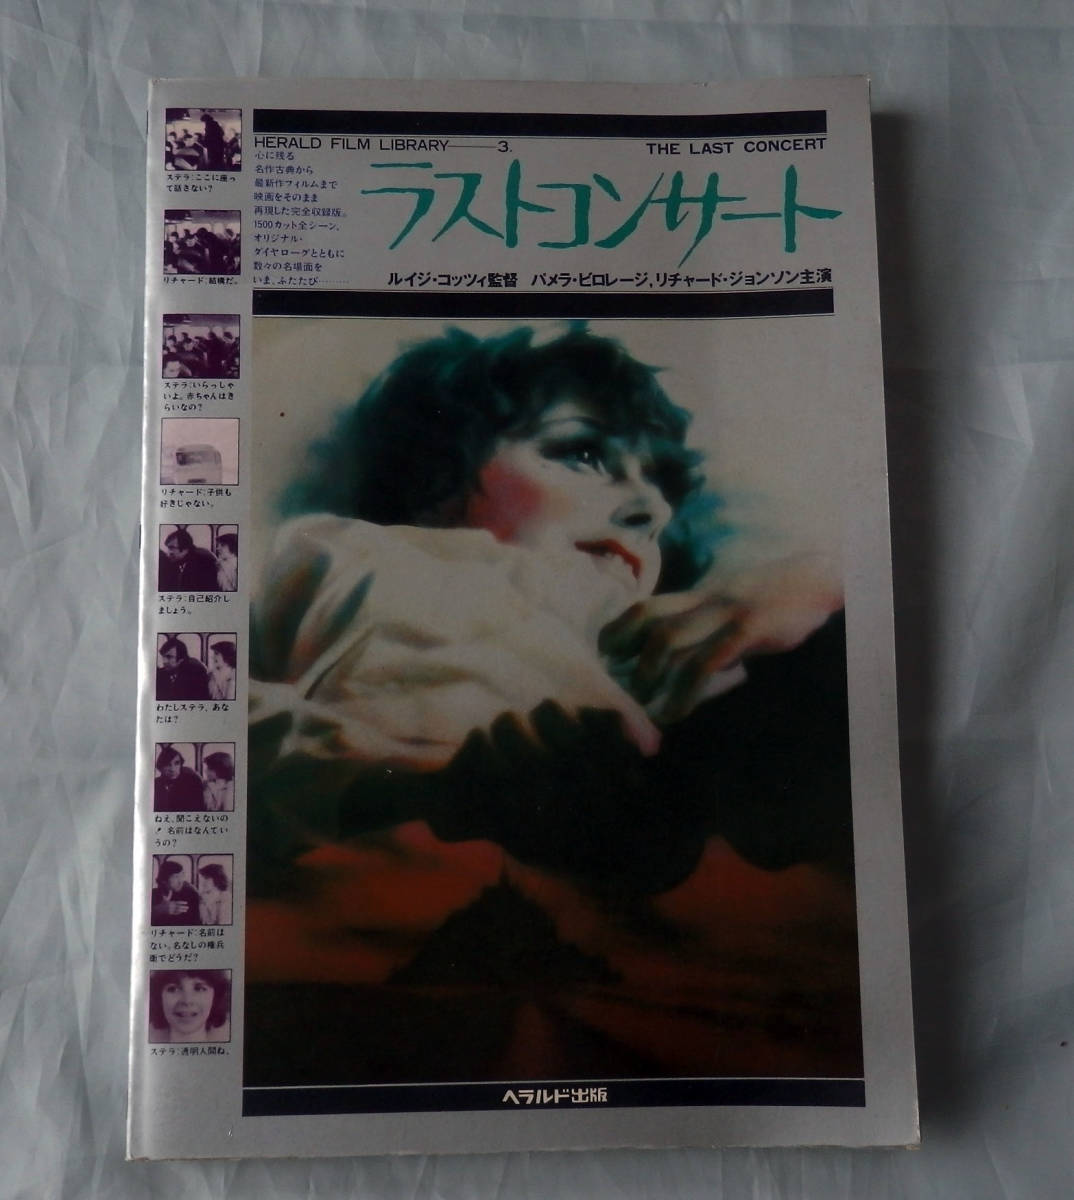 HERALD FILM LIBRARY——3.
THE LAST CONCERT
心に残る
名作古典から
最新作フィルムまで
映画をそのまま
再現した完全収録版。
1500カット全シーン、
オリジナル・
ダイヤローグとともに
数々の名場面を
いま、ふたたび………
ラストコンサート
ルイジ・コッツィ監督 パメラ・ビロレージ,リチャード・ジョンソン主演
ステラ:ここに座っ
て話さない?
リチャード:結構だ。
ステラ:いらっしゃ
いよ。赤ちゃんはき
らいなの?
リチャード:子供も
好きじゃない。
ステラ:自己紹介し
ましょう。
わたしステラ、あな
たは?
ねえ、聞こえないの
! 名前はなんてい
うの?
リチャード:名前は
ない。名なしの権兵
衛でどうだ?
ステラ:透明人間ね。
ヘラルド出版